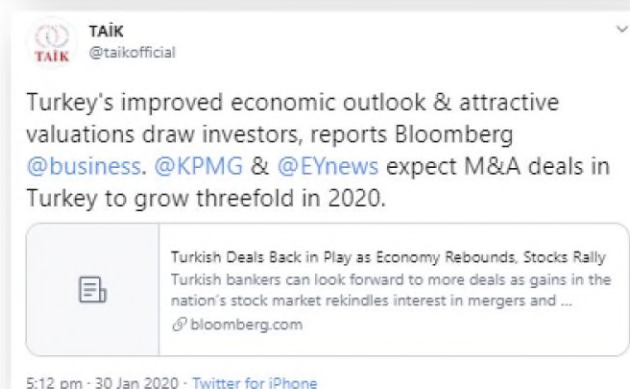 TAİK
TAİK
@taikofficial
Turkey's improved economic outlook & attractive
valuations draw investors, reports Bloomberg
@business. @KPMG & @EYnews expect M&A deals in
Turkey to grow threefold in 2020.
Turkish Deals Back in Play as Economy Rebounds, Stocks Rally
Turkish bankers can look forward to more deals as gains in the
nation's stock market rekindles interest in mergers and ...
bloomberg.com
5:12 pm · 30 Jan 2020 · Twitter for iPhone